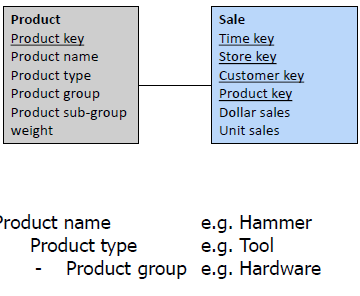 Product
Product key
Product name
Product type
Product group
Product sub-group
weight
Sale
Time key
Store key
Customer key
Product key
Dollar sales
Unit sales
Product name e.g. Hammer
Product type e.g. Tool
- Product group e.g. Hardware